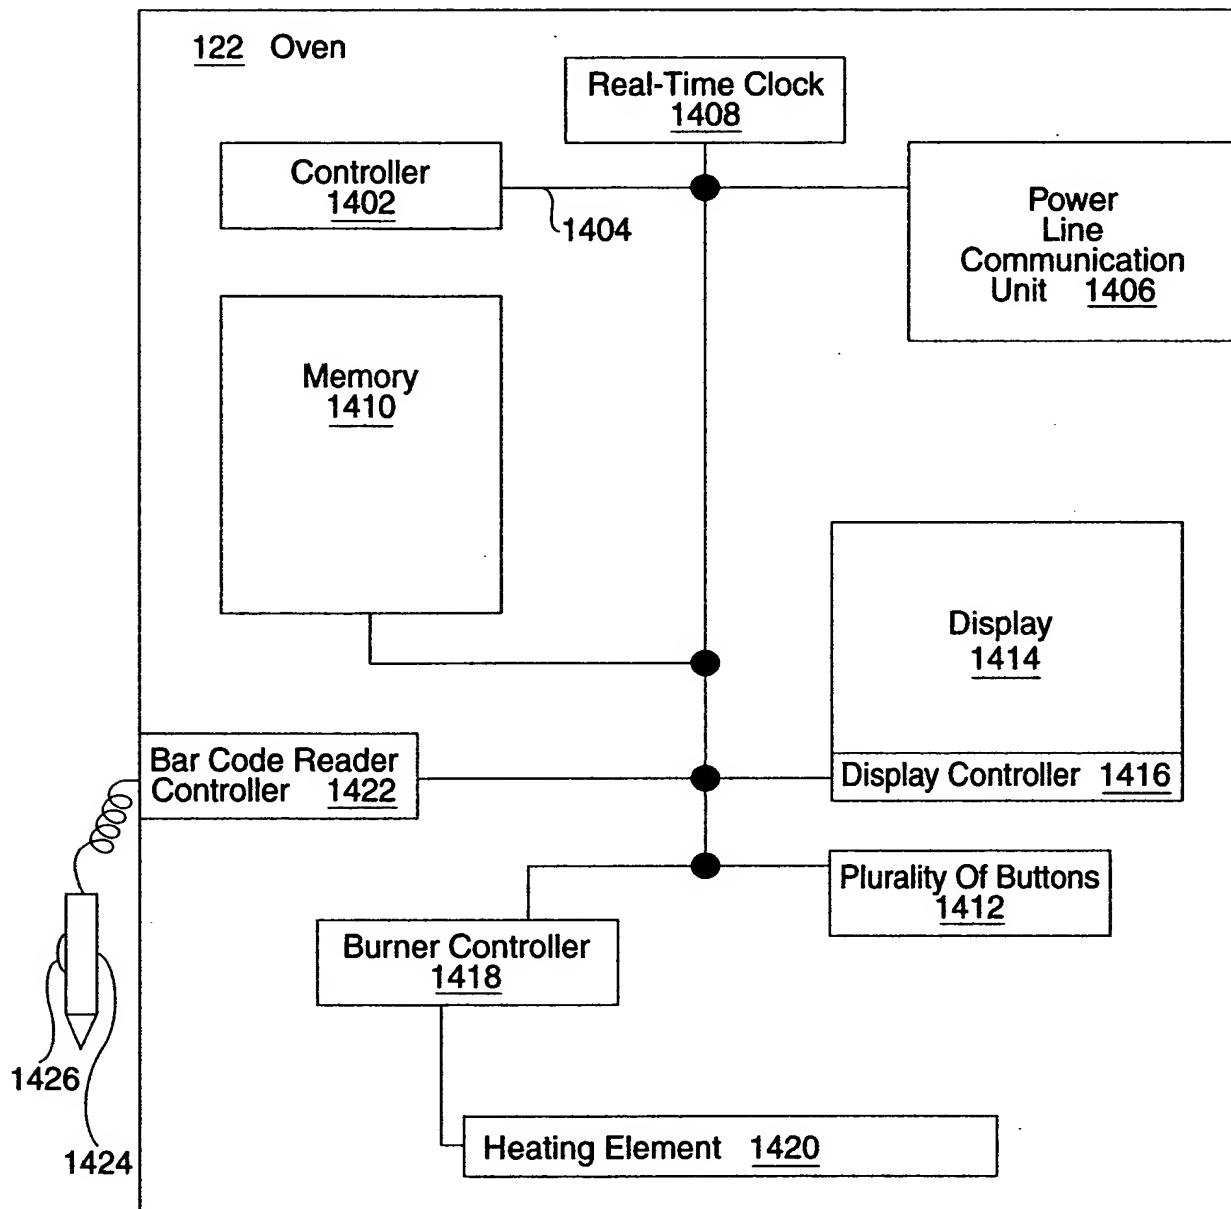 122 Oven
Real-Time Clock
1408
Controller
1402
1404
Power
Line
Communication
Unit 1406
Memory
1410
Display
1414
Display Controller 1416
Bar Code Reader
Controller 1422
Plurality Of Buttons
1412
Burner Controller
1418
1426
1424
Heating Element 1420